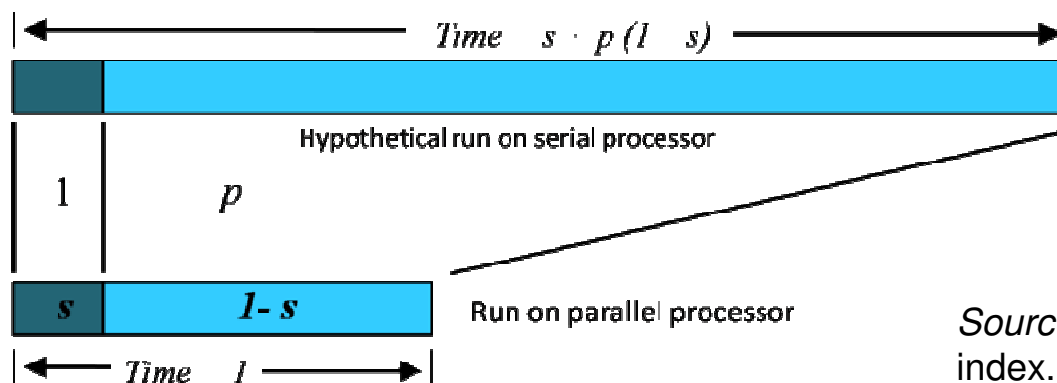 Time s · p (1 s)
Hypothetical run on serial processor
1 p
s 1- s
Run on parallel processor
Time 1
Sourc
index.